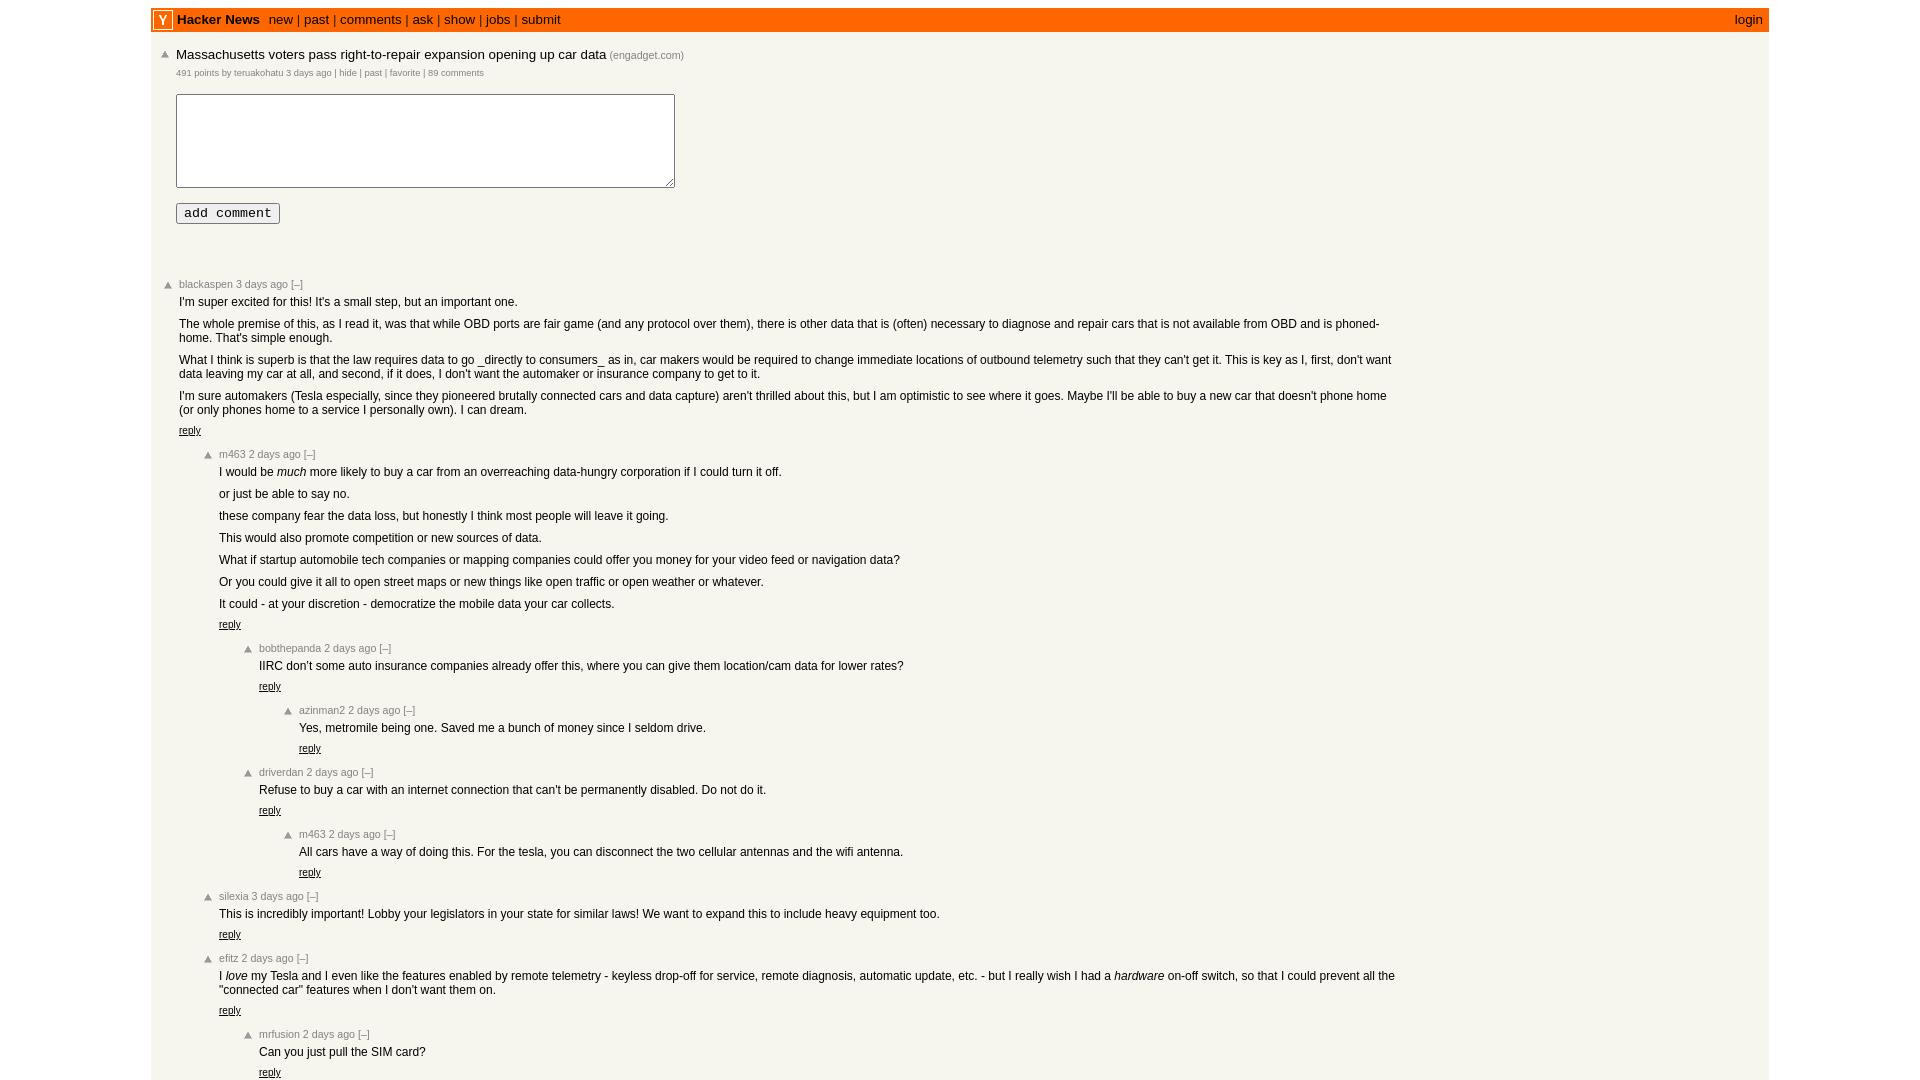 Y Hacker News new | past | comments | ask | show | jobs | submit login
Massachusetts voters pass right-to-repair expansion opening up car data (engadget.com)
491 points by teruakohatu 3 days ago | hide | past | favorite | 89 comments
add comment
blackaspen 3 days ago [–]
I'm super excited for this! It's a small step, but an important one.
The whole premise of this, as I read it, was that while OBD ports are fair game (and any protocol over them), there is other data that is (often) necessary to diagnose and repair cars that is not available from OBD and is phoned-
home. That's simple enough.
What I think is superb is that the law requires data to go _directly to consumers_ as in, car makers would be required to change immediate locations of outbound telemetry such that they can't get it. This is key as I, first, don't want
data leaving my car at all, and second, if it does, I don't want the automaker or insurance company to get to it.
I'm sure automakers (Tesla especially, since they pioneered brutally connected cars and data capture) aren't thrilled about this, but I am optimistic to see where it goes. Maybe I'll be able to buy a new car that doesn't phone home
(or only phones home to a service I personally own). I can dream.
reply
m463 2 days ago [–]
I would be much more likely to buy a car from an overreaching data-hungry corporation if I could turn it off.
or just be able to say no.
these company fear the data loss, but honestly I think most people will leave it going.
This would also promote competition or new sources of data.
What if startup automobile tech companies or mapping companies could offer you money for your video feed or navigation data?
Or you could give it all to open street maps or new things like open traffic or open weather or whatever.
It could - at your discretion - democratize the mobile data your car collects.
reply
bobthepanda 2 days ago [–]
IIRC don't some auto insurance companies already offer this, where you can give them location/cam data for lower rates?
reply
azinman2 2 days ago [–]
Yes, metromile being one. Saved me a bunch of money since I seldom drive.
reply
driverdan 2 days ago [–]
Refuse to buy a car with an internet connection that can't be permanently disabled. Do not do it.
reply
m463 2 days ago [–]
All cars have a way of doing this. For the tesla, you can disconnect the two cellular antennas and the wifi antenna.
reply
silexia 3 days ago [–]
This is incredibly important! Lobby your legislators in your state for similar laws! We want to expand this to include heavy equipment too.
reply
efitz 2 days ago [–]
I love my Tesla and I even like the features enabled by remote telemetry - keyless drop-off for service, remote diagnosis, automatic update, etc. - but I really wish I had a hardware on-off switch, so that I could prevent all the
"connected car" features when I don't want them on.
reply
mrfusion 2 days ago [–]
Can you just pull the SIM card?
reply